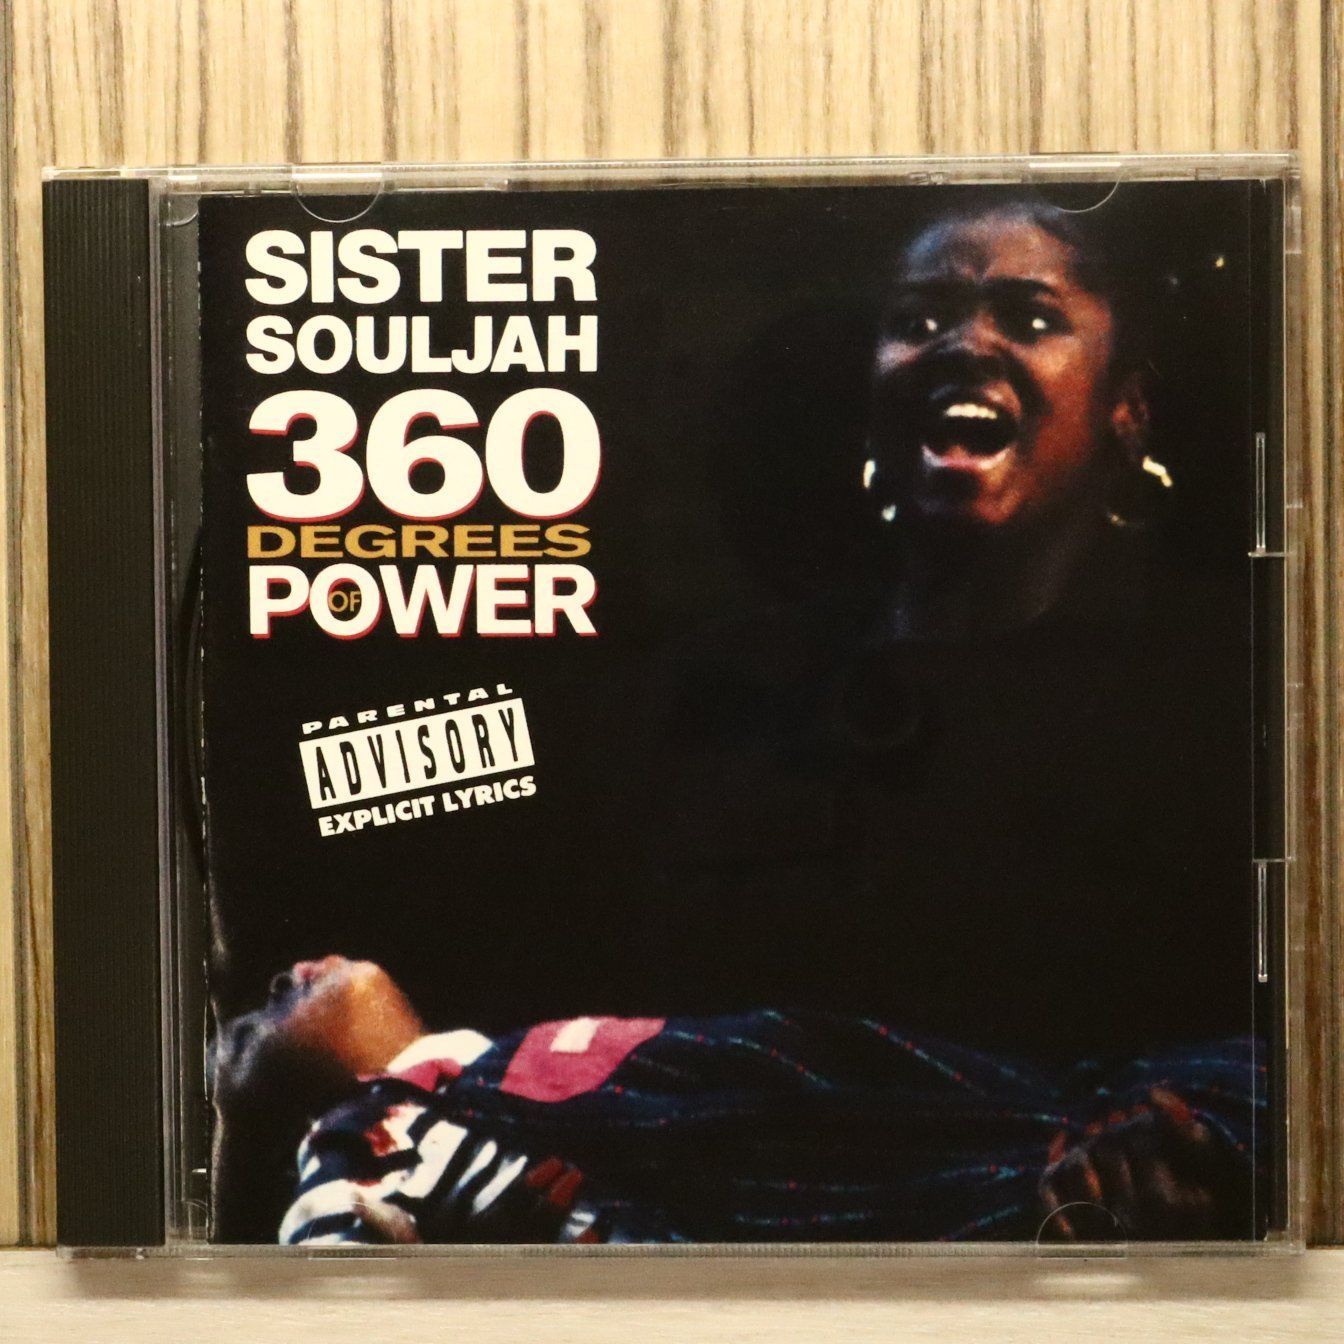 SISTER
SOULJAH
360
DEGREES
OF
POWER
PARENTAL
ADVISORY
EXPLICIT LYRICS